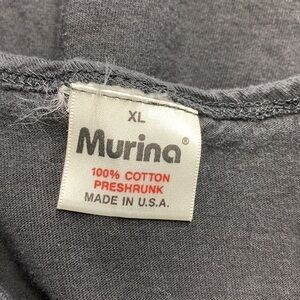 XL
Murina®
100% COTTON
PRESHRUNK
MADE IN U.S.A.